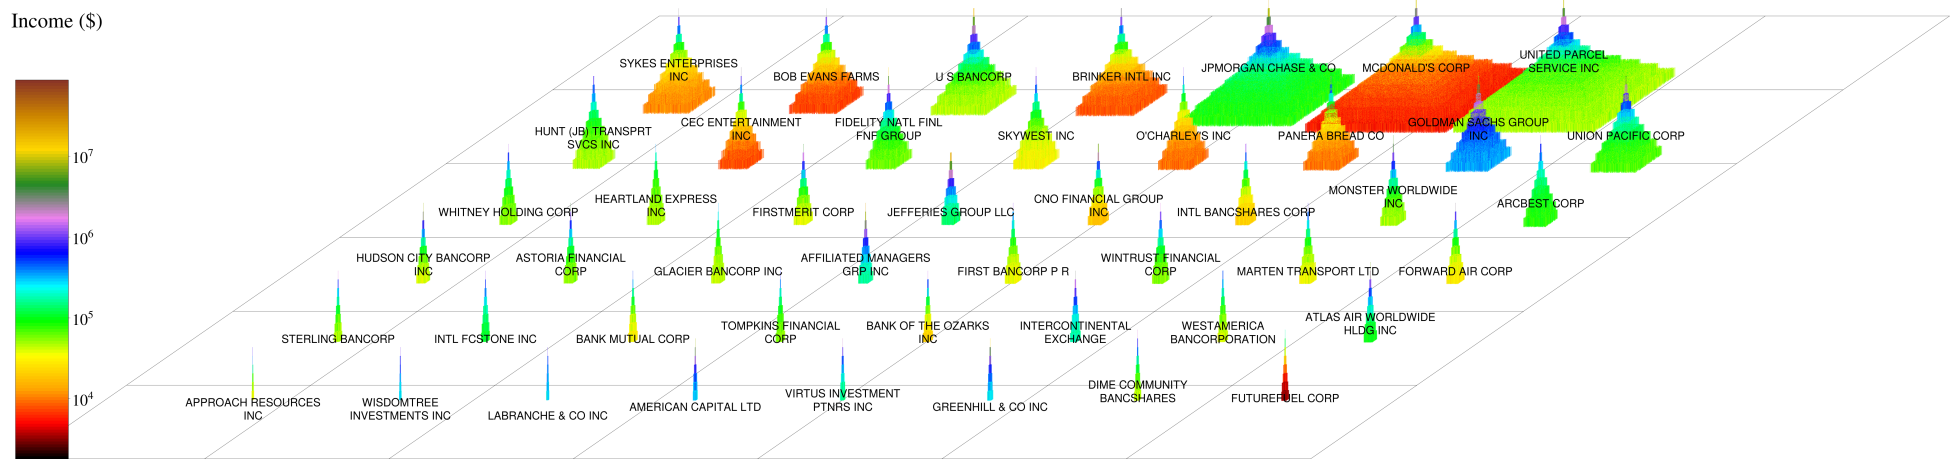 Income ($)
10^7
10^6
10^5
10^4
SYKES ENTERPRISES
INC
BOB EVANS FARMS
U S BANCORP
BRINKER INTL INC
JPMORGAN CHASE & CO
MCDONALD'S CORP
UNITED PARCEL
SERVICE INC
HUNT (JB) TRANSPRT
SVCS INC
CEC ENTERTAINMENT
INC
FIDELITY NATL FINL
FNF GROUP
SKYWEST INC
O'CHARLEY'S INC
PANERA BREAD CO
GOLDMAN SACHS GROUP
INC
UNION PACIFIC CORP
WHITNEY HOLDING CORP
HEARTLAND EXPRESS
INC
FIRSTMERIT CORP
JEFFERIES GROUP LLC
CNO FINANCIAL GROUP
INC
INTL BANCSHARES CORP
MONSTER WORLDWIDE
INC
ARCBEST CORP
HUDSON CITY BANCORP
INC
ASTORIA FINANCIAL
CORP
GLACIER BANCORP INC
AFFILIATED MANAGERS
GRP INC
FIRST BANCORP P R
WINTRUST FINANCIAL
CORP
MARTEN TRANSPORT LTD
FORWARD AIR CORP
STERLING BANCORP
INTL FCSTONE INC
BANK MUTUAL CORP
TOMPKINS FINANCIAL
CORP
BANK OF THE OZARKS
INC
INTERCONTINENTAL
EXCHANGE
WESTAMERICA
BANCORPORATION
ATLAS AIR WORLDWIDE
HLDG INC
APPROACH RESOURCES
INC
WISDOMTREE
INVESTMENTS INC
LABRANCHE & CO INC
AMERICAN CAPITAL LTD
VIRTUS INVESTMENT
PTNRS INC
GREENHILL & CO INC
DIME COMMUNITY
BANCSHARES
FUTUREFUEL CORP